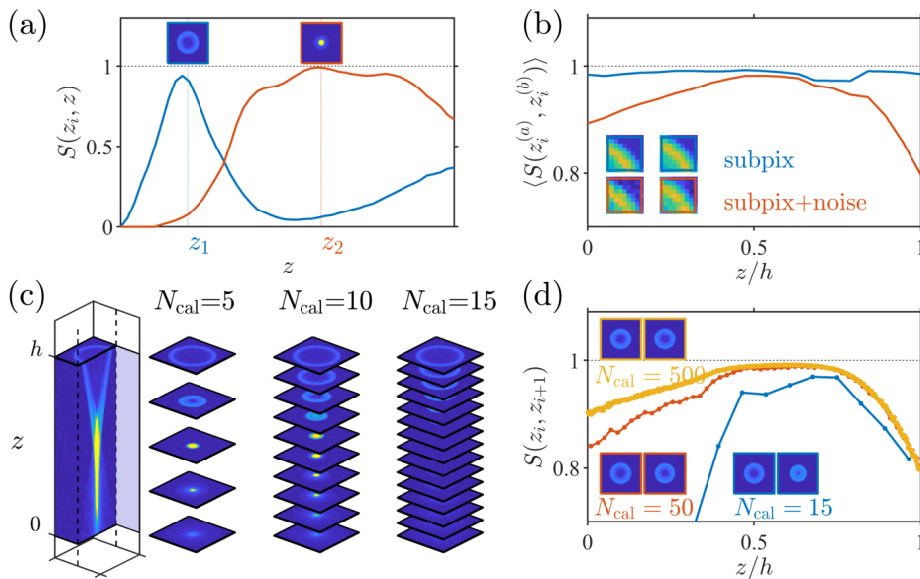 (a)
S(z_i, z)
1
0.5
0
z_1
z_2
z
(b)
⟨S(z_i^{(a)}, z_i^{(b)})⟩
1
0.8
subpix
subpix+noise
0
0.5
1
z/h
(c)
N_cal=5
N_cal=10
N_cal=15
h
z
0
(d)
S(z_i, z_{i+1})
1
0.8
N_cal = 500
N_cal = 50
N_cal = 15
0
0.5
1
z/h